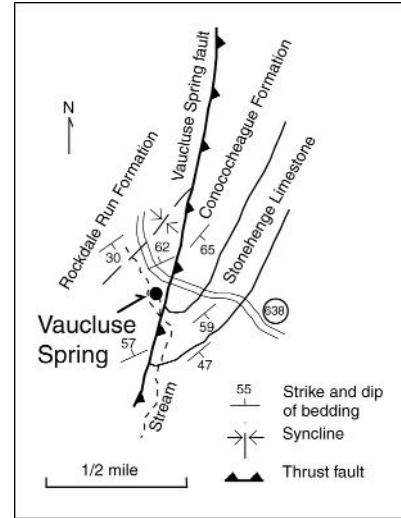 N
Vaucluse Spring fault
Conococheague Formation
Rockdale Run Formation
Stonehenge Limestone
30
62
65
638
Vaucluse
Spring
59
57
47
Stream
55
Strike and dip
of bedding
Syncline
1/2 mile
Thrust fault